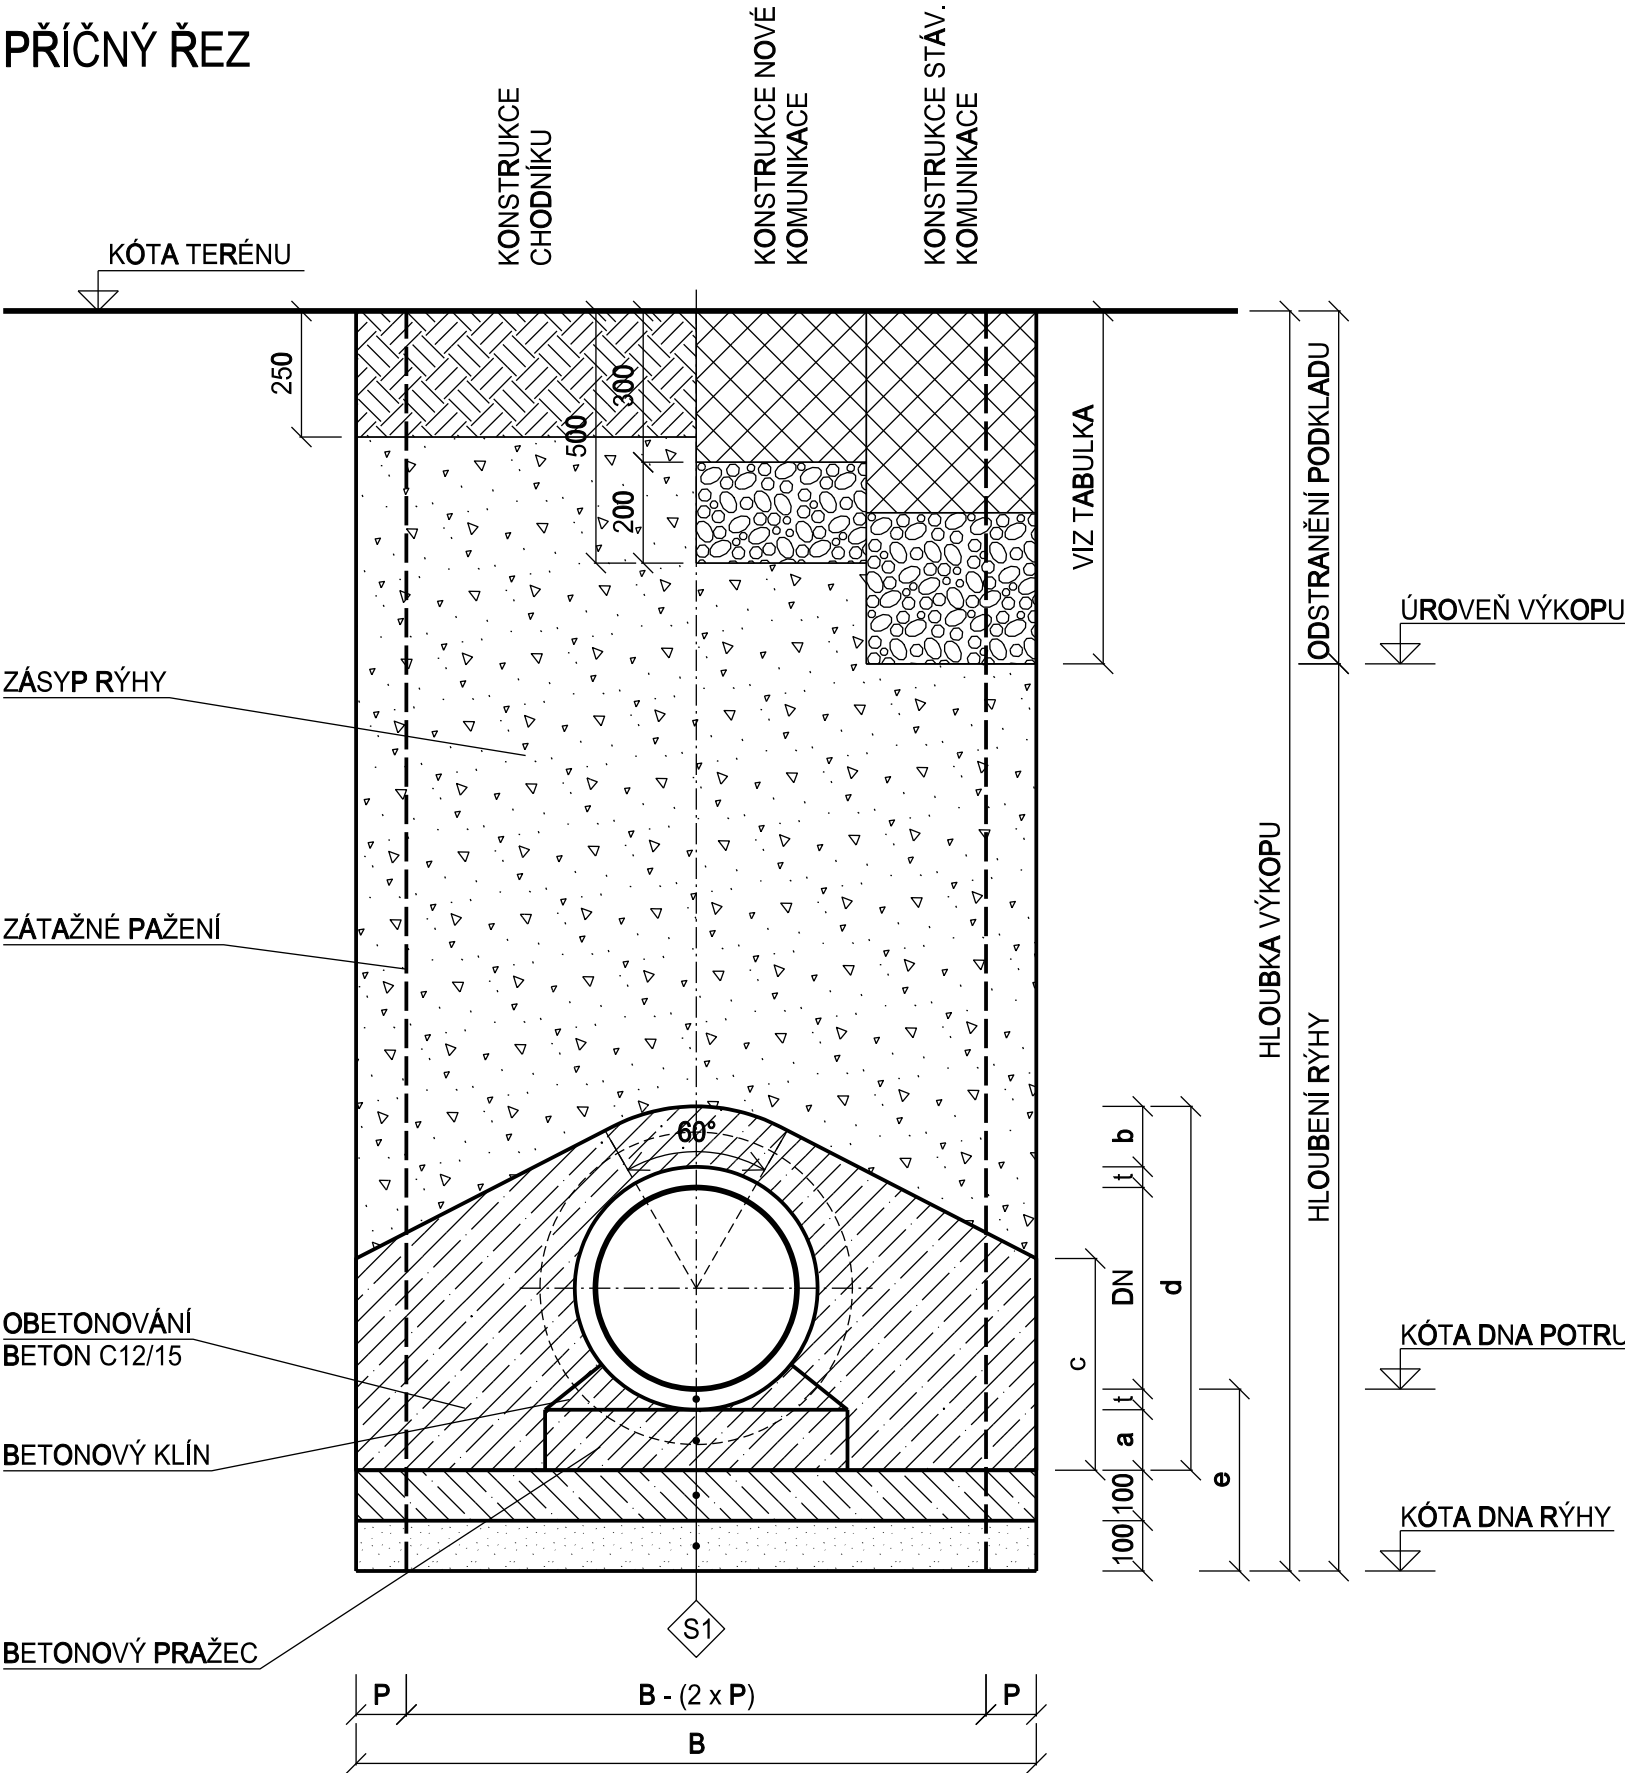 PŘÍČNÝ ŘEZ
KONSTRUKCE
CHODNÍKU
KONSTRUKCE NOVÉ
KOMUNIKACE
KONSTRUKCE STÁV.
KOMUNIKACE
KÓTA TERÉNU
250
300
500
200
VIZ TABULKA
ODSTRANĚNÍ PODKLADU
ÚROVEŇ VÝKOPU
ZÁSYP RÝHY
ZÁTAŽNÉ PAŽENÍ
HLOUBKA VÝKOPU
HLOUBENÍ RÝHY
60°
b
t
DN
d
c
t
a
e
100
100
OBETONOVÁNÍ
BETON C12/15
KÓTA DNA POTRU
BETONOVÝ KLÍN
KÓTA DNA RÝHY
BETONOVÝ PRAŽEC
S1
P
B - (2 x P)
P
B